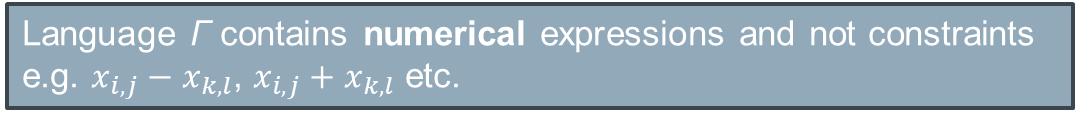 Language Γ contains numerical expressions and not constraints
e.g. x_{i,j} − x_{k,l}, x_{i,j} + x_{k,l} etc.